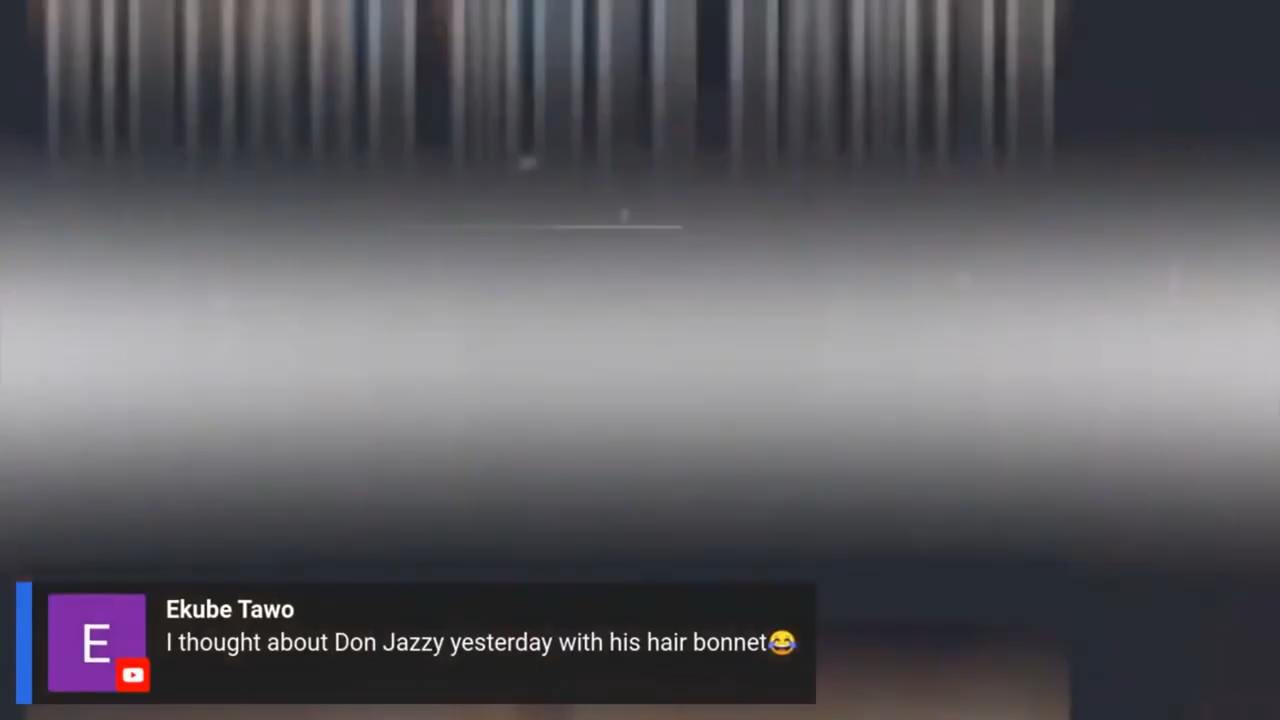 E
Ekube Tawo
I thought about Don Jazzy yesterday with his hair bonnet😂